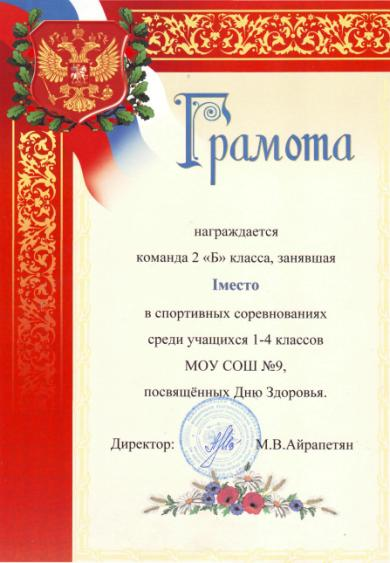 Грамота
награждается
команда 2 «Б» класса, занявшая
Iместо
в спортивных соревнованиях
среди учащихся 1-4 классов
МОУ СОШ №9,
посвящённых Дню Здоровья.
Директор: М.В.Айрапетян